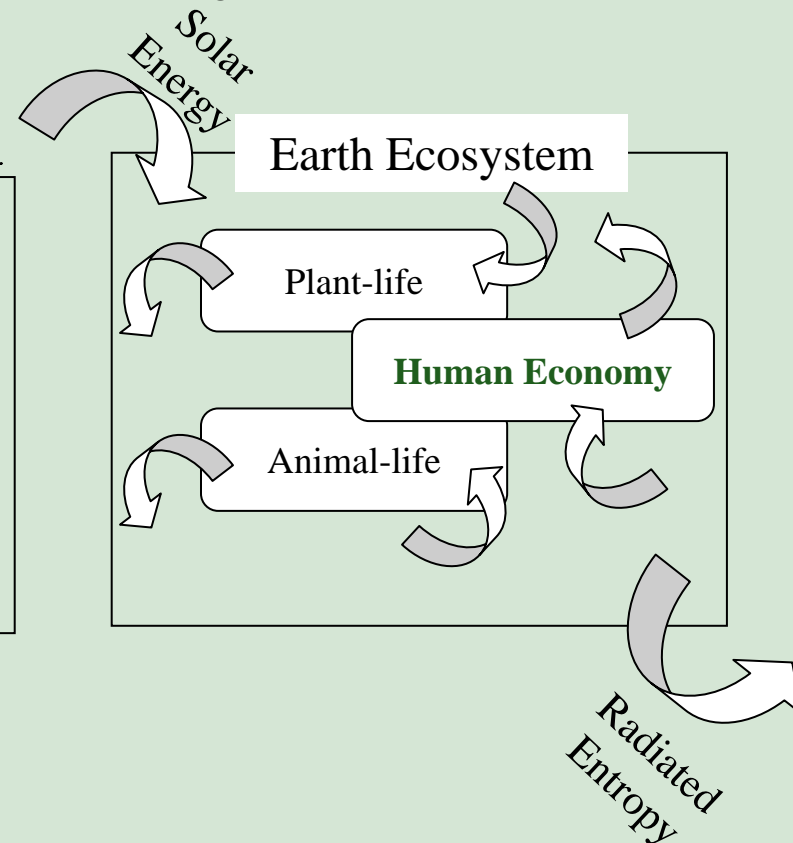 Solar
Energy
Earth Ecosystem
Plant-life
Human Economy
Animal-life
Radiated
Entropy